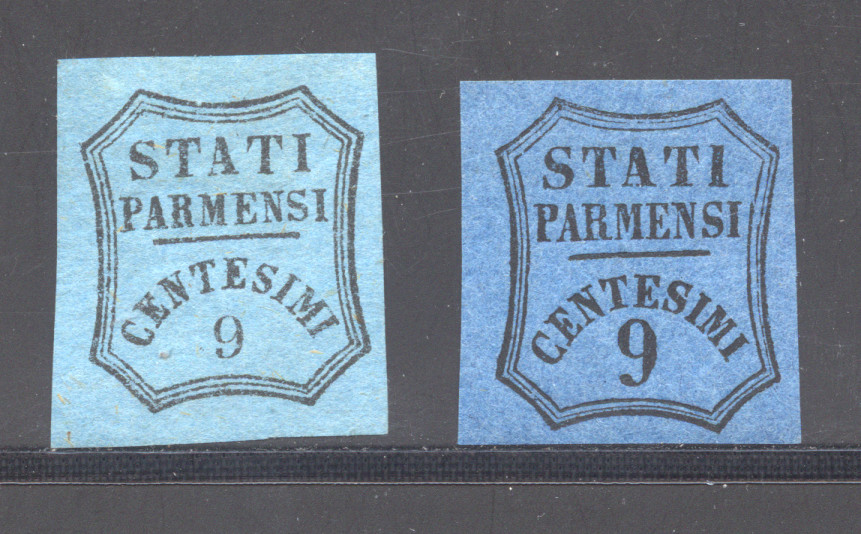 STATI
PARMENSI
CENTESIMI
9
STATI
PARMENSI
CENTESIMI
9